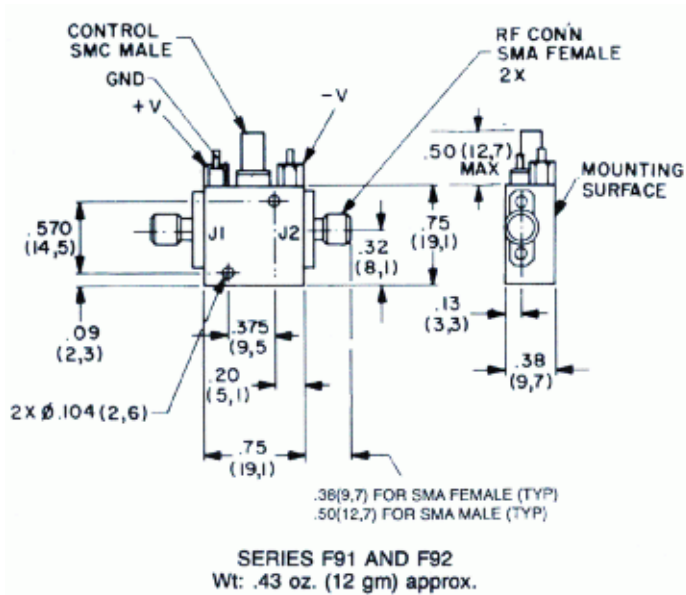 CONTROL
SMC MALE
GND
+V
-V
RF CONN
SMA FEMALE
2X
.50 (12,7)
MAX
MOUNTING
SURFACE
J1
J2
.570
(14,5)
.32
(8,1)
.75
(19,1)
.09
(2,3)
.375
(9,5
.20
(5,1)
.13
(3,3)
.38
(9,7)
2X Ø.104 (2,6)
.75
(19,1)
.38(9,7) FOR SMA FEMALE (TYP)
.50(12,7) FOR SMA MALE (TYP)
SERIES F91 AND F92
Wt: .43 oz. (12 gm) approx.